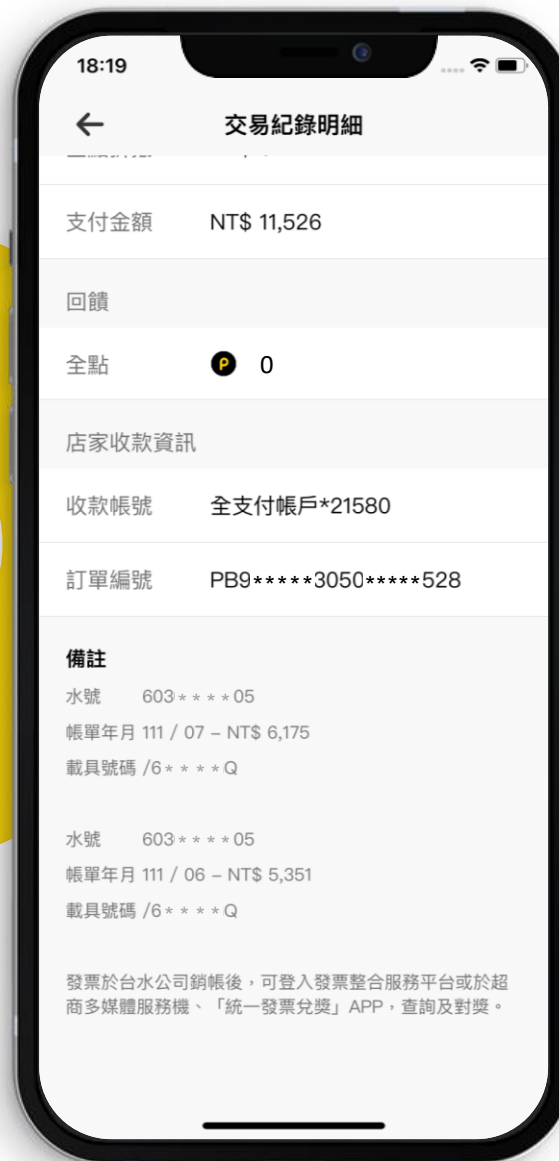 18:19
交易紀錄明細
支付金額 NT$ 11,526
回饋
全點 P 0
店家收款資訊
收款帳號 全支付帳戶*21580
訂單編號 PB9*****3050*****528
備註
水號 603****05
帳單年月 111 / 07 – NT$ 6,175
載具號碼 /6****Q
水號 603****05
帳單年月 111 / 06 – NT$ 5,351
載具號碼 /6****Q
發票於台水公司銷帳後,可登入發票整合服務平台或於超
商多媒體服務機、「統一發票兌獎」APP,查詢及對獎。